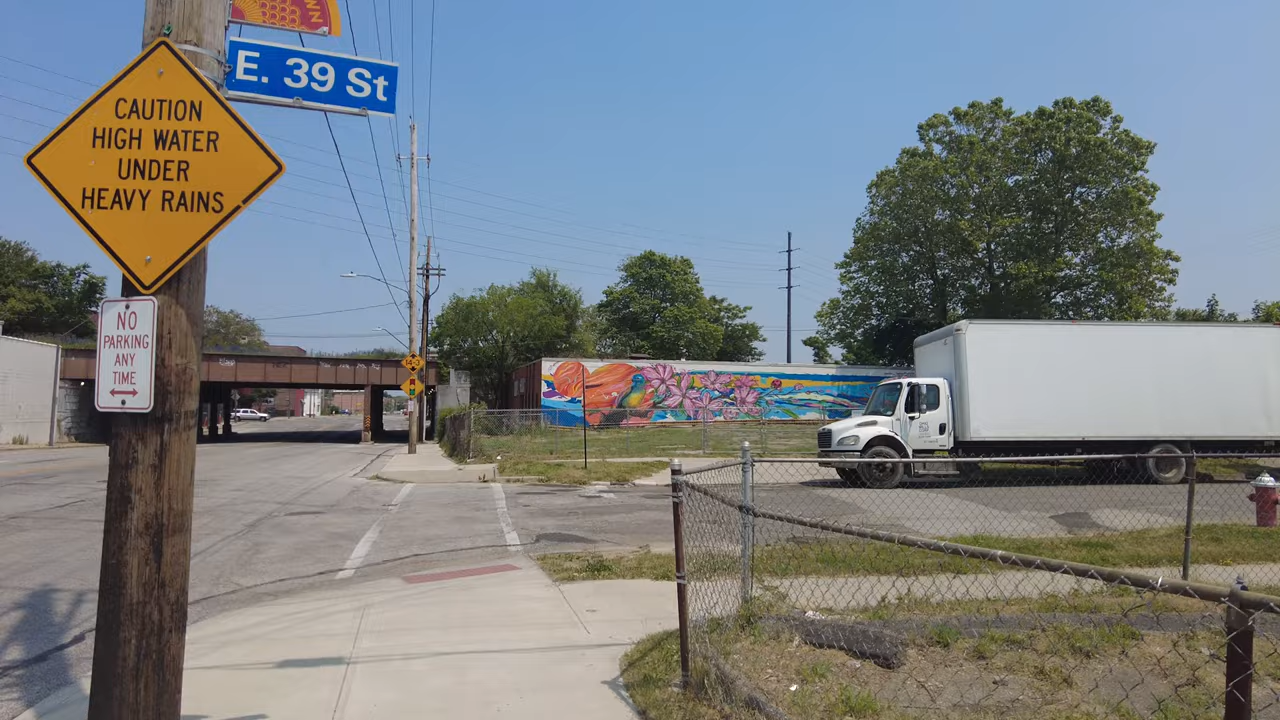 E. 39 St
CAUTION
HIGH WATER
UNDER
HEAVY RAINS
NO
PARKING
ANY
TIME